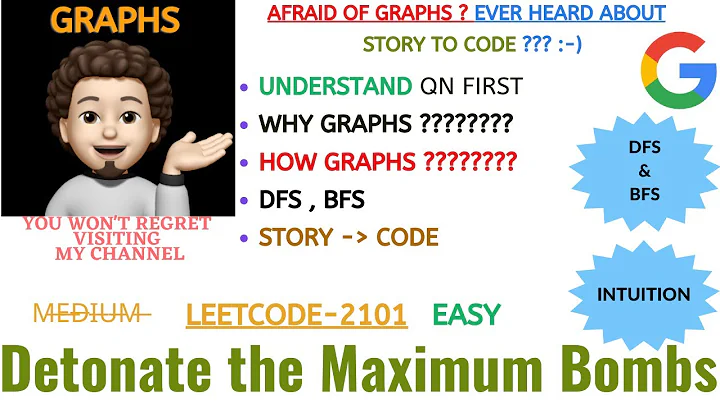 GRAPHS
AFRAID OF GRAPHS ? EVER HEARD ABOUT
STORY TO CODE ??? :-)
• UNDERSTAND QN FIRST
• WHY GRAPHS ????????
• HOW GRAPHS ????????
• DFS , BFS
• STORY -> CODE
G
DFS
&
BFS
INTUITION
YOU WON'T REGRET
VISITING
MY CHANNEL
MEDIUM LEETCODE-2101 EASY
Detonate the Maximum Bombs